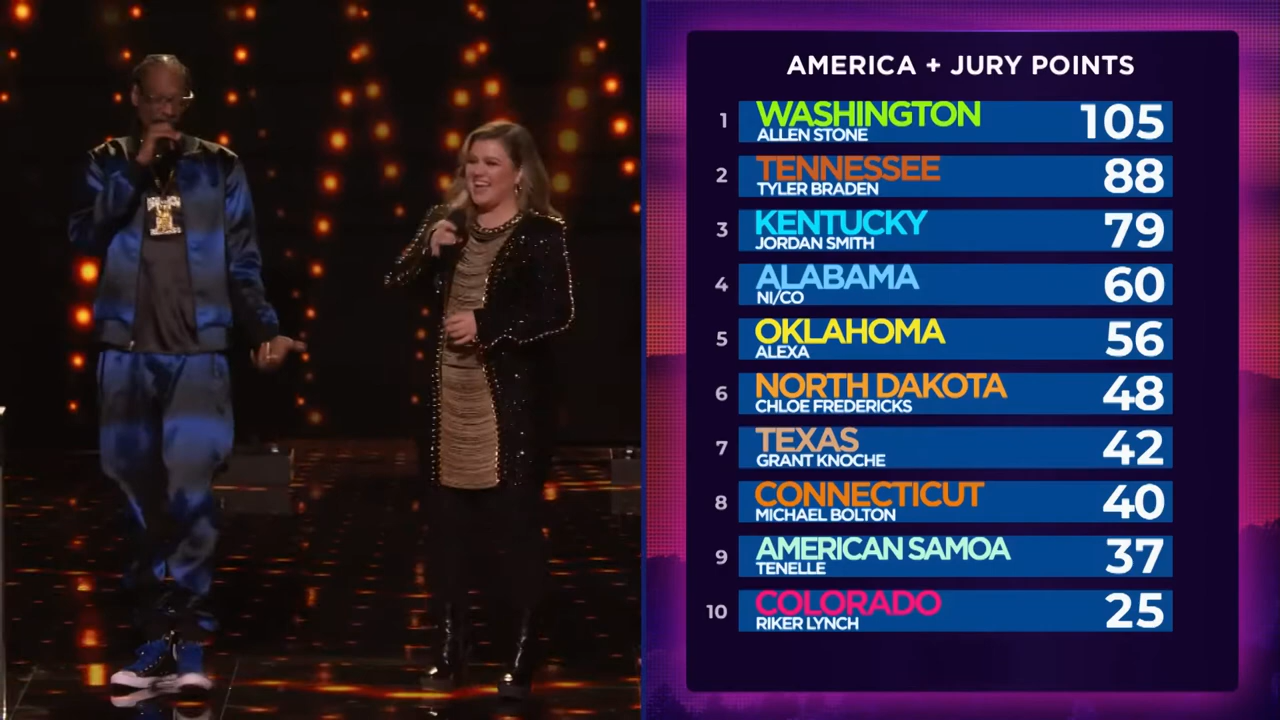 AMERICA + JURY POINTS
1 WASHINGTON 105
ALLEN STONE
2 TENNESSEE 88
TYLER BRADEN
3 KENTUCKY 79
JORDAN SMITH
4 ALABAMA 60
NI/CO
5 OKLAHOMA 56
ALEXA
6 NORTH DAKOTA 48
CHLOE FREDERICKS
7 TEXAS 42
GRANT KNOCHE
8 CONNECTICUT 40
MICHAEL BOLTON
9 AMERICAN SAMOA 37
TENELLE
10 COLORADO 25
RIKER LYNCH